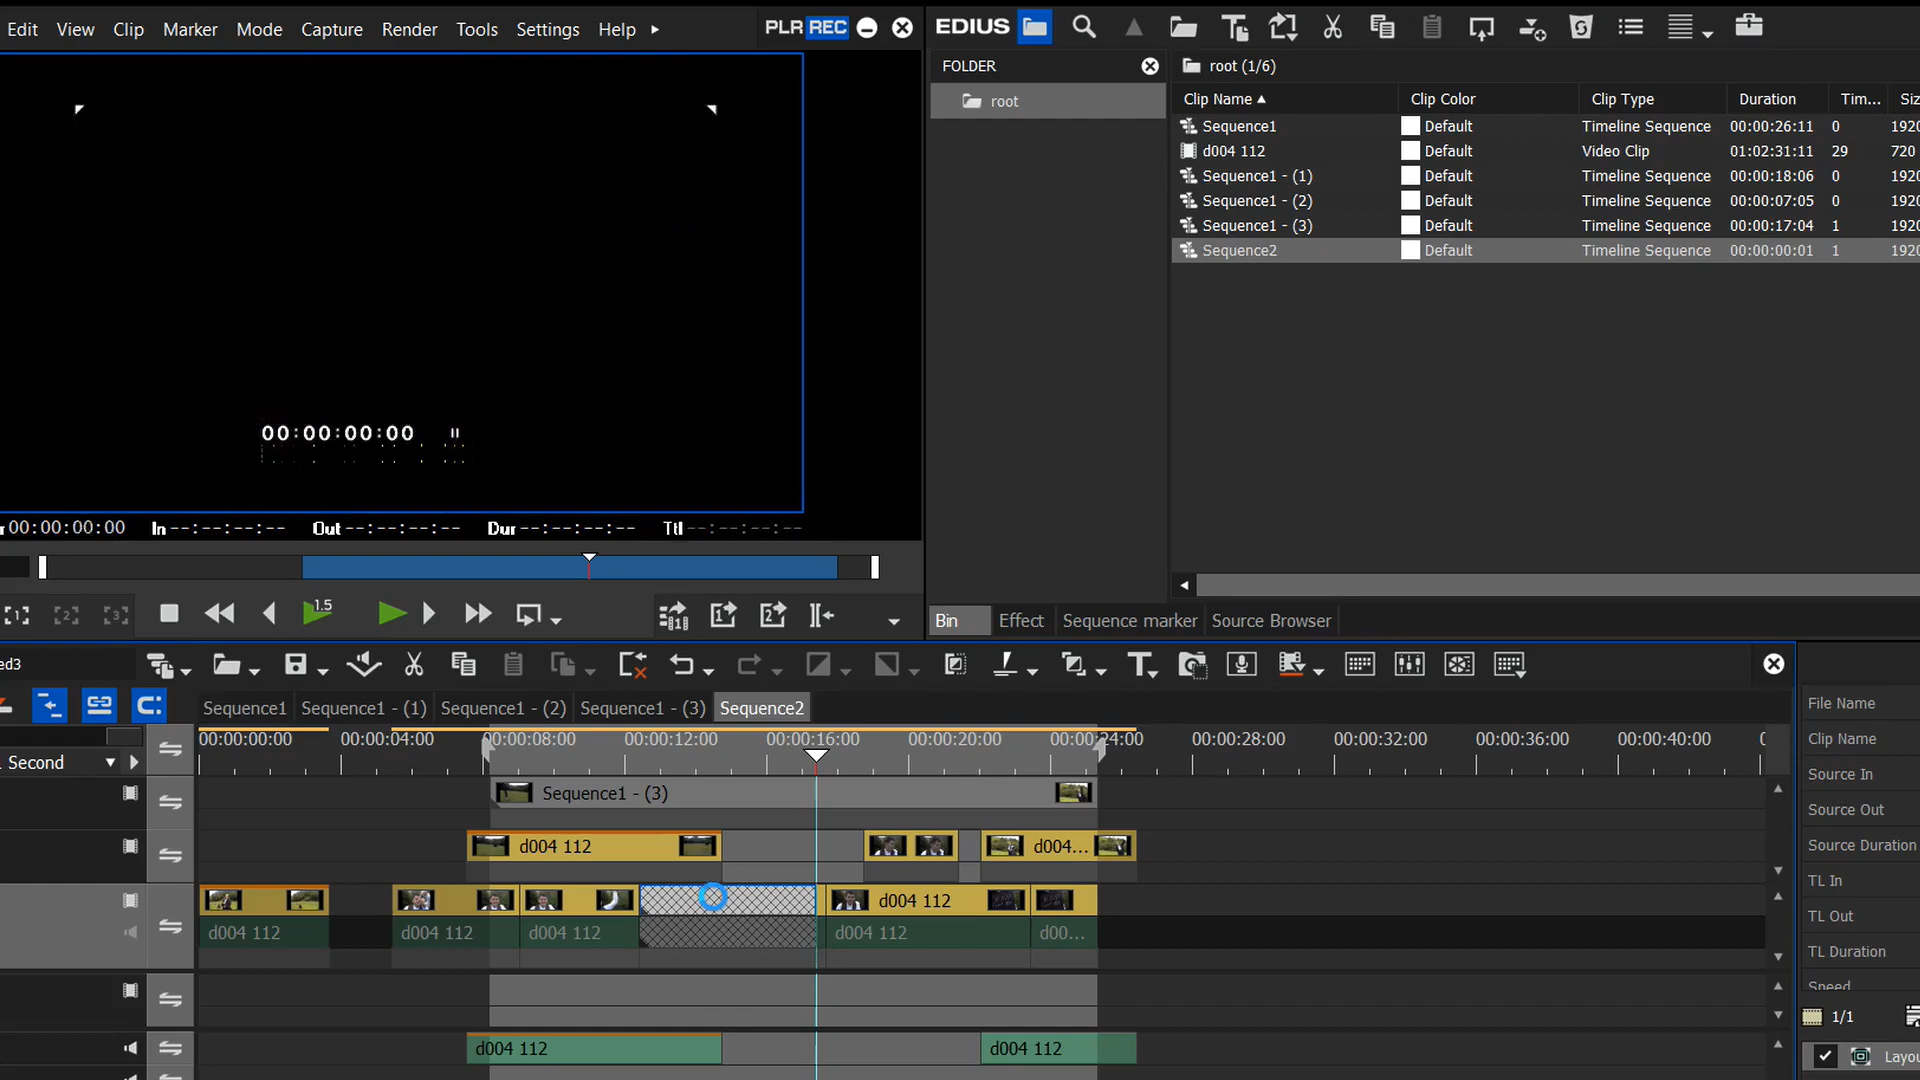 Edit View Clip Marker Mode Capture Render Tools Settings Help PLR REC
EDIUS
FOLDER
root
root (1/6)
Clip Name Clip Color Clip Type Duration Tim...
Sequence1 Default Timeline Sequence 00:00:26:11 0 1920
d004 112 Default Video Clip 01:02:31:11 29 720
Sequence1 - (1) Default Timeline Sequence 00:00:18:06 0 1920
Sequence1 - (2) Default Timeline Sequence 00:00:07:05 0 1920
Sequence1 - (3) Default Timeline Sequence 00:00:17:04 1 1920
Sequence2 Default Timeline Sequence 00:00:00:01 1 1920
00:00:00:00
00:00:00:00 In --:--:--:-- Out --:--:--:-- Dur --:--:--:-- Ttl --:--:--:--
1.5
Bin Effect Sequence marker Source Browser
ed3
Sequence1 Sequence1 - (1) Sequence1 - (2) Sequence1 - (3) Sequence2
00:00:00:00 00:00:04:00 00:00:08:00 00:00:12:00 00:00:16:00 00:00:20:00 00:00:24:00 00:00:28:00 00:00:32:00 00:00:36:00 00:00:40:00
Second
Sequence1 - (3)
d004 112 d004...
d004 112
d004 112 d004 112 d004 112 d004 112 d00...
d004 112 d004 112
File Name
Clip Name
Source In
Source Out
Source Duration
TL In
TL Out
TL Duration
Speed
1/1
Layou